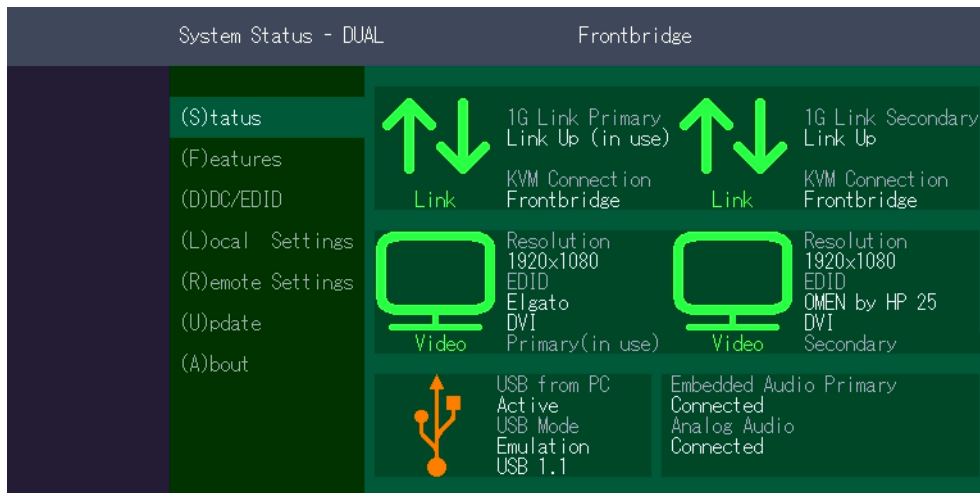 System Status - DUAL Frontbridge
(S)tatus
(F)eatures
(D)DC/EDID
(L)ocal Settings
(R)emote Settings
(U)pdate
(A)bout
1G Link Primary
Link Up (in use)
KVM Connection
Frontbridge
Link
1G Link Secondary
Link Up
KVM Connection
Frontbridge
Link
Resolution
1920x1080
EDID
Elgato
DVI
Primary(in use)
Video
Resolution
1920x1080
EDID
OMEN by HP 25
DVI
Secondary
Video
USB from PC
Active
USB Mode
Emulation
USB 1.1
Embedded Audio Primary
Connected
Analog Audio
Connected